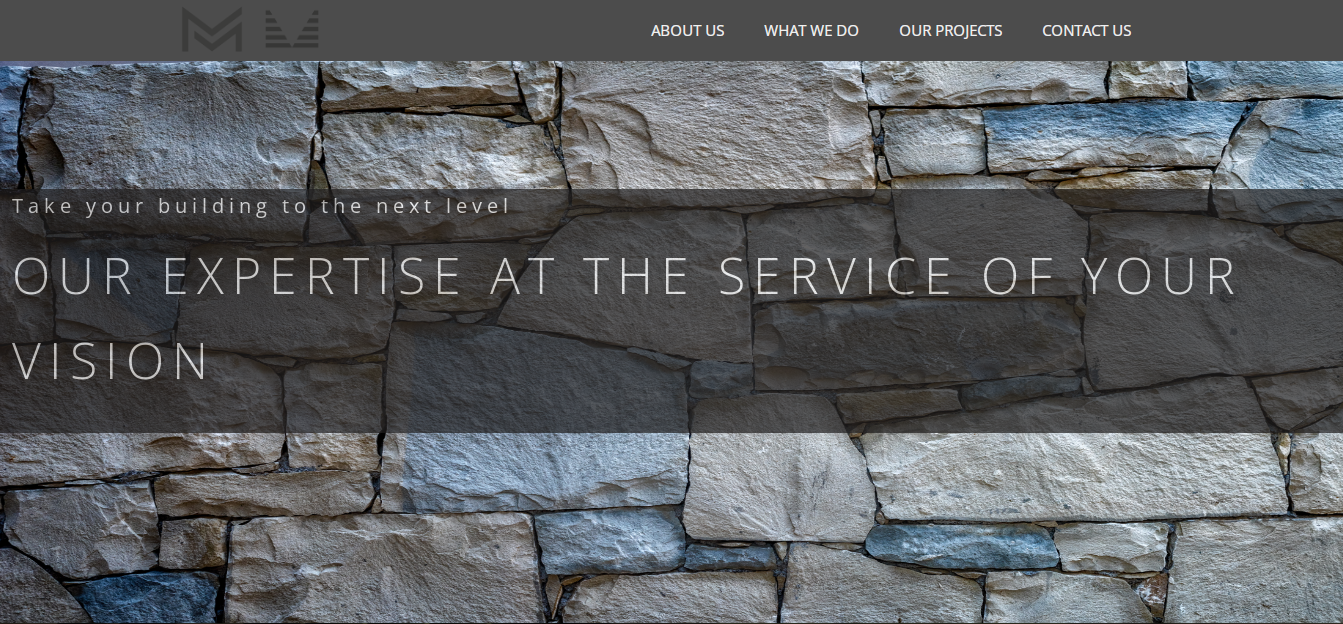 ABOUT US WHAT WE DO OUR PROJECTS CONTACT US
Take your building to the next level
OUR EXPERTISE AT THE SERVICE OF YOUR
VISION